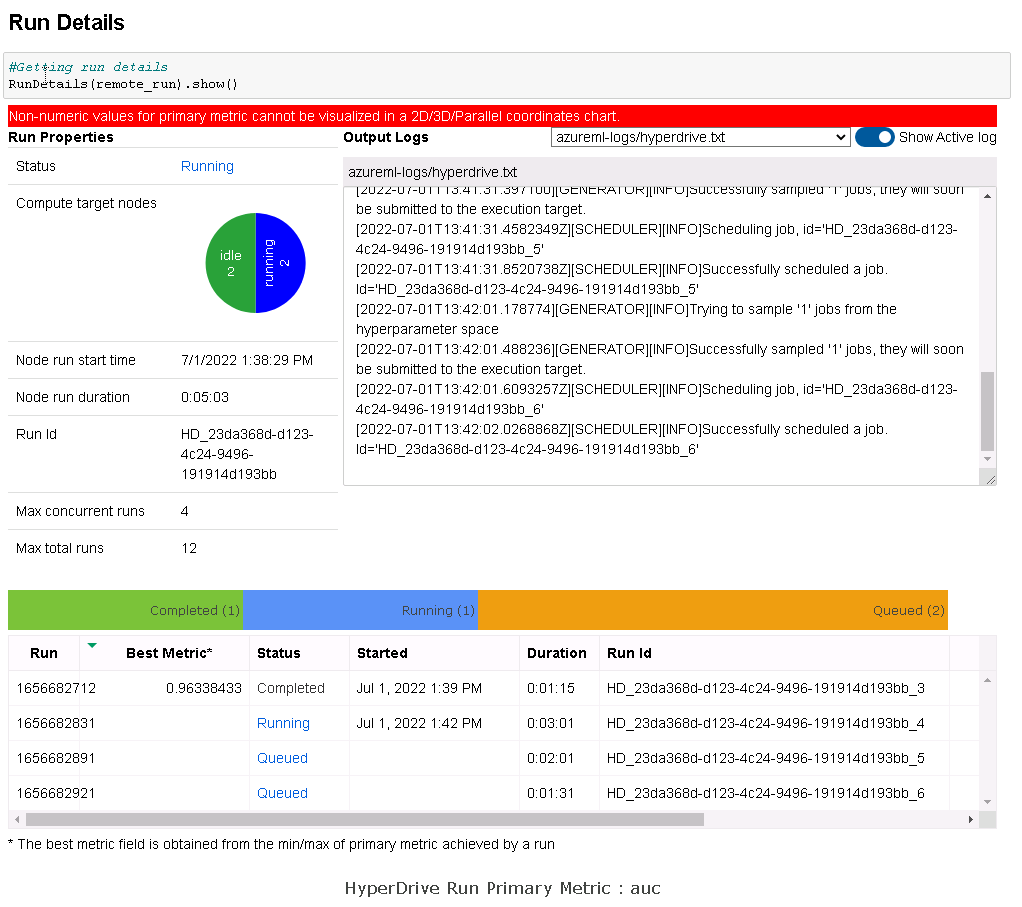 Run Details
#Getting run details
RunDetails(remote_run).show()
Non-numeric values for primary metric cannot be visualized in a 2D/3D/Parallel coordinates chart.
Run Properties
Status Running
Compute target nodes
idle
2
running
2
Node run start time 7/1/2022 1:38:29 PM
Node run duration 0:05:03
Run Id HD_23da368d-d123-
4c24-9496-
191914d193bb
Max concurrent runs 4
Max total runs 12
Output Logs azureml-logs/hyperdrive.txt Show Active log
azureml-logs/hyperdrive.txt
[2022-07-01T13:41:31.397100][GENERATOR][INFO]Successfully sampled '1' jobs, they will soon
be submitted to the execution target.
[2022-07-01T13:41:31.4582349Z][SCHEDULER][INFO]Scheduling job, id='HD_23da368d-d123-
4c24-9496-191914d193bb_5'
[2022-07-01T13:41:31.8520738Z][SCHEDULER][INFO]Successfully scheduled a job.
Id='HD_23da368d-d123-4c24-9496-191914d193bb_5'
[2022-07-01T13:42:01.178774][GENERATOR][INFO]Trying to sample '1' jobs from the
hyperparameter space
[2022-07-01T13:42:01.488236][GENERATOR][INFO]Successfully sampled '1' jobs, they will soon
be submitted to the execution target.
[2022-07-01T13:42:01.6093257Z][SCHEDULER][INFO]Scheduling job, id='HD_23da368d-d123-
4c24-9496-191914d193bb_6'
[2022-07-01T13:42:02.0268868Z][SCHEDULER][INFO]Successfully scheduled a job.
Id='HD_23da368d-d123-4c24-9496-191914d193bb_6'
Completed (1) Running (1) Queued (2)
Run Best Metric* Status Started Duration Run Id
1656682712 0.96338433 Completed Jul 1, 2022 1:39 PM 0:01:15 HD_23da368d-d123-4c24-9496-191914d193bb_3
1656682831 Running Jul 1, 2022 1:42 PM 0:03:01 HD_23da368d-d123-4c24-9496-191914d193bb_4
1656682891 Queued 0:02:01 HD_23da368d-d123-4c24-9496-191914d193bb_5
1656682921 Queued 0:01:31 HD_23da368d-d123-4c24-9496-191914d193bb_6
* The best metric field is obtained from the min/max of primary metric achieved by a run
HyperDrive Run Primary Metric : auc